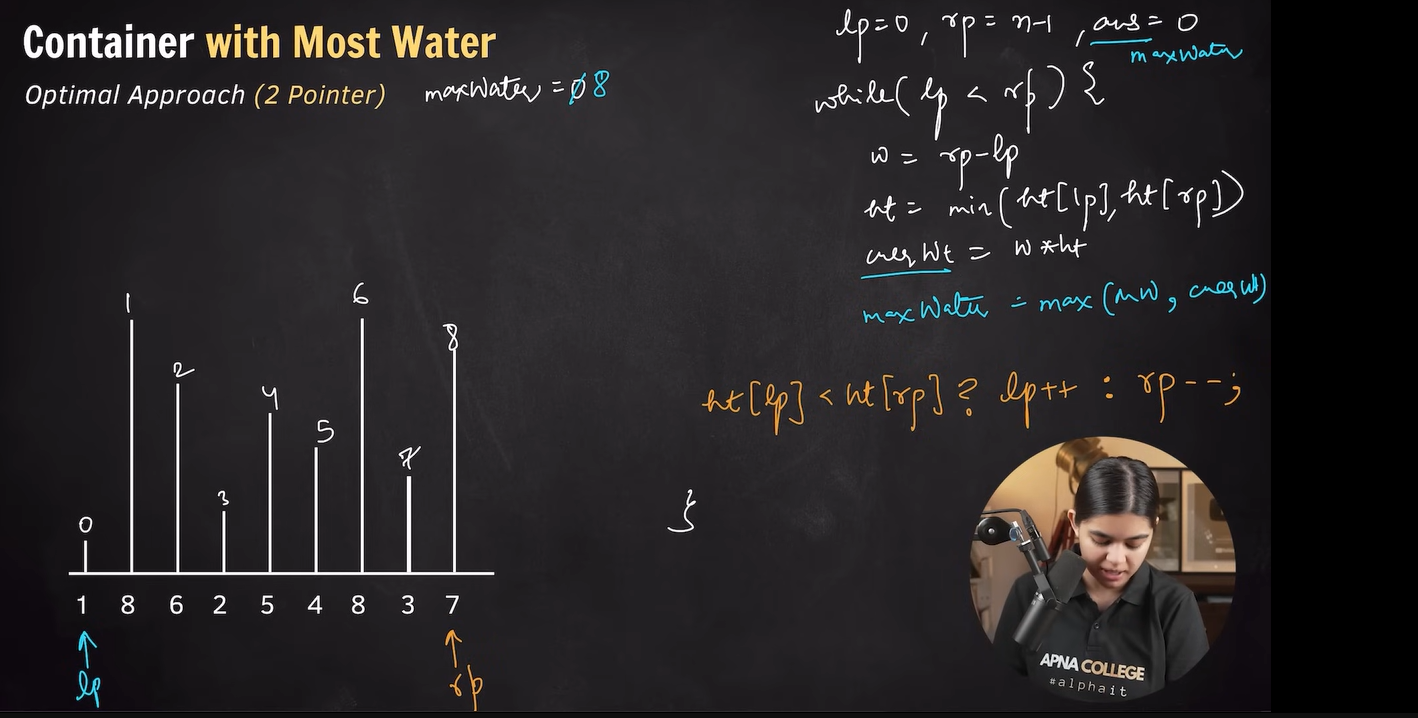 Container with Most Water
Optimal Approach (2 Pointer)
maxWater = 0 8
lp=0, rp = n-1, ans = 0
maxWater
while( lp < rp ) {
w = rp-lp
ht = min( ht[lp], ht[rp])
currWt = w*ht
maxWater = max (mw, currWt)
ht[lp] < ht[rp] ? lp++ : rp--;
}
0 1 2 3 4 5 6 7 8
1 8 6 2 5 4 8 3 7
lp rp
APNA COLLEGE
#alphait